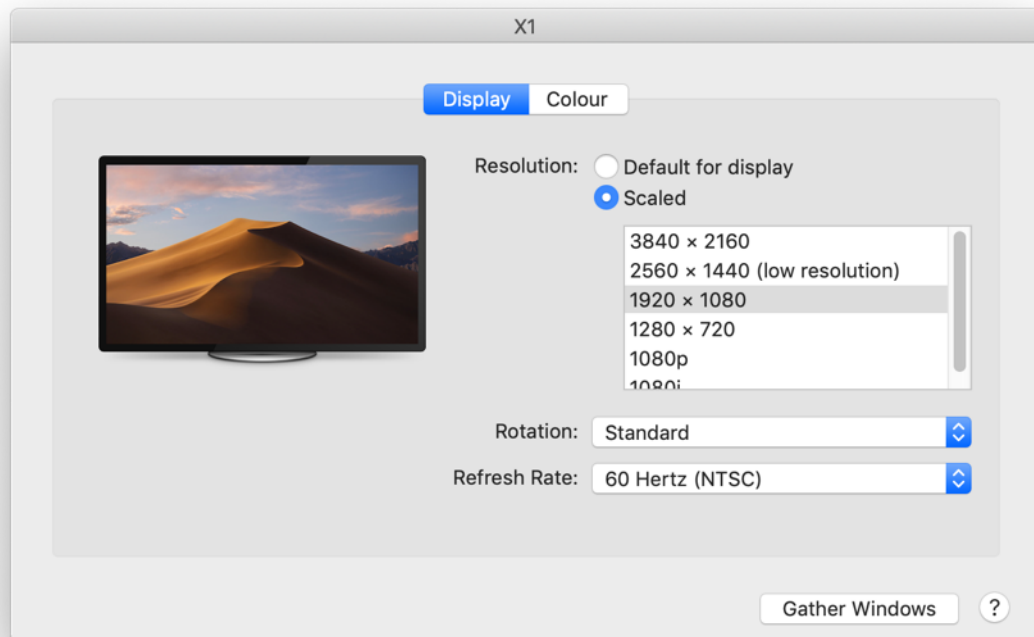 X1
Display Colour
Resolution: Default for display
Scaled
3840 × 2160
2560 × 1440 (low resolution)
1920 × 1080
1280 × 720
1080p
1080i
Rotation: Standard
Refresh Rate: 60 Hertz (NTSC)
Gather Windows ?